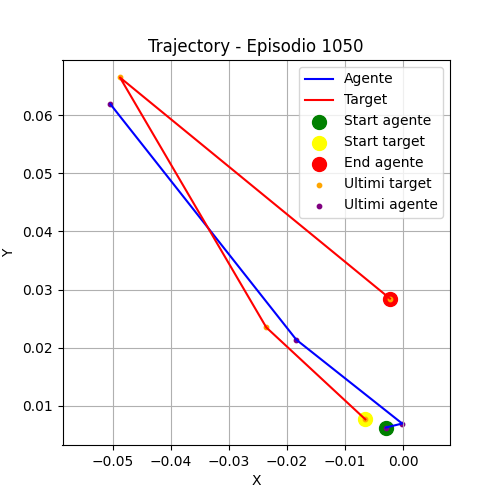 Trajectory - Episodio 1050
Agente
Target
Start agente
Start target
End agente
Ultimi target
Ultimi agente
Y
0.06
0.05
0.04
0.03
0.02
0.01
−0.05 −0.04 −0.03 −0.02 −0.01 0.00
X